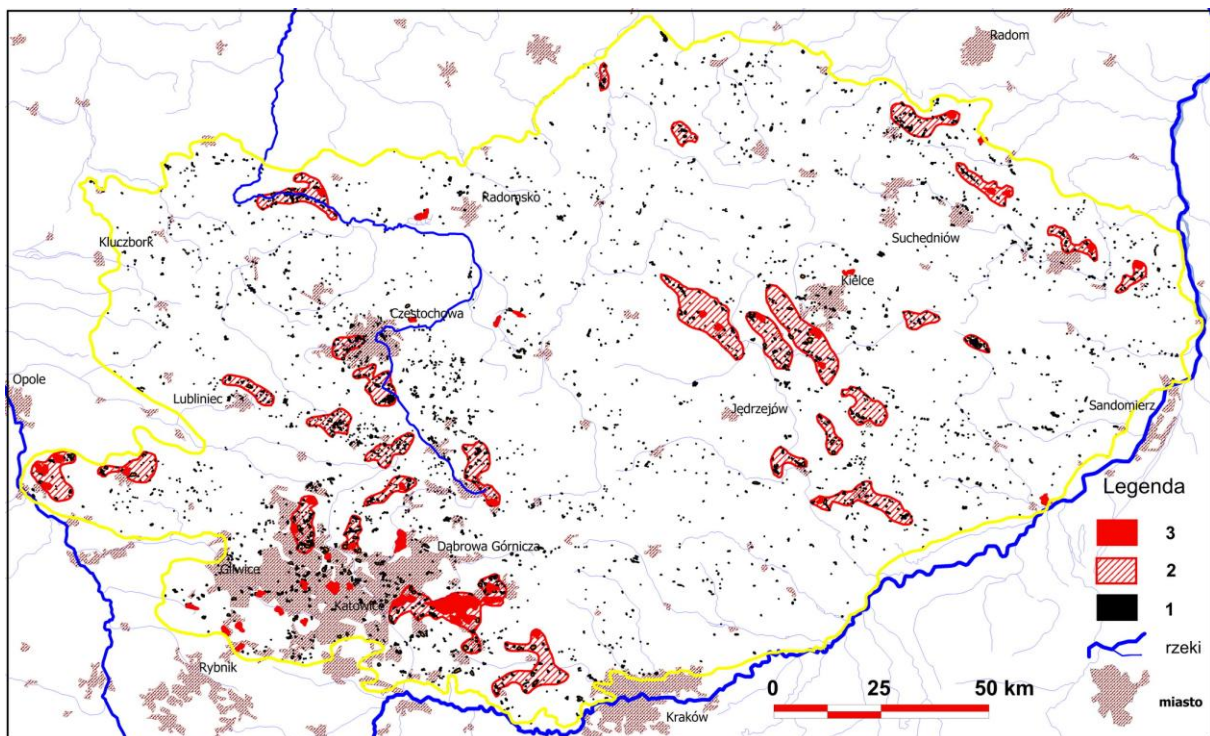 Radom
Radomsko
Kluczbork
Suchedniów
Kielce
Częstochowa
Opole
Lubliniec
Jędrzejów
Sandomierz
Legenda
3
2
1
rzeki
miasto
Dąbrowa Górnicza
Gliwice
Katowice
Rybnik
Kraków
0 25 50 km